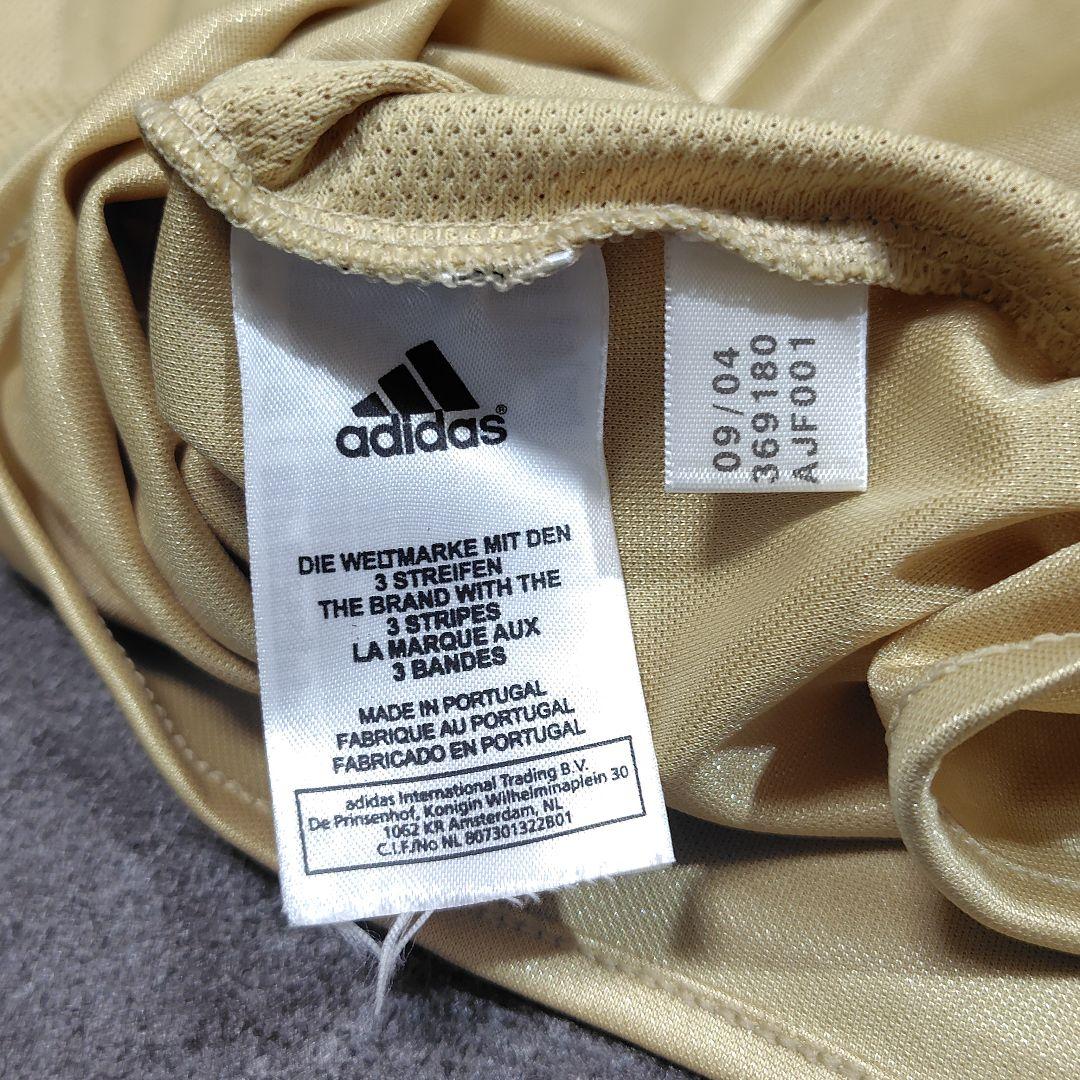 adidas®
DIE WELTMARKE MIT DEN
3 STREIFEN
THE BRAND WITH THE
3 STRIPES
LA MARQUE AUX
3 BANDES
MADE IN PORTUGAL
FABRIQUE AU PORTUGAL
FABRICADO EN PORTUGAL
adidas International Trading B.V.
De Prinsenhof, Konigin Wilhelminaplein 30
1062 KR Amsterdam, NL
C.I.F./No NL 807301322B01
09/04
369180
AJF001